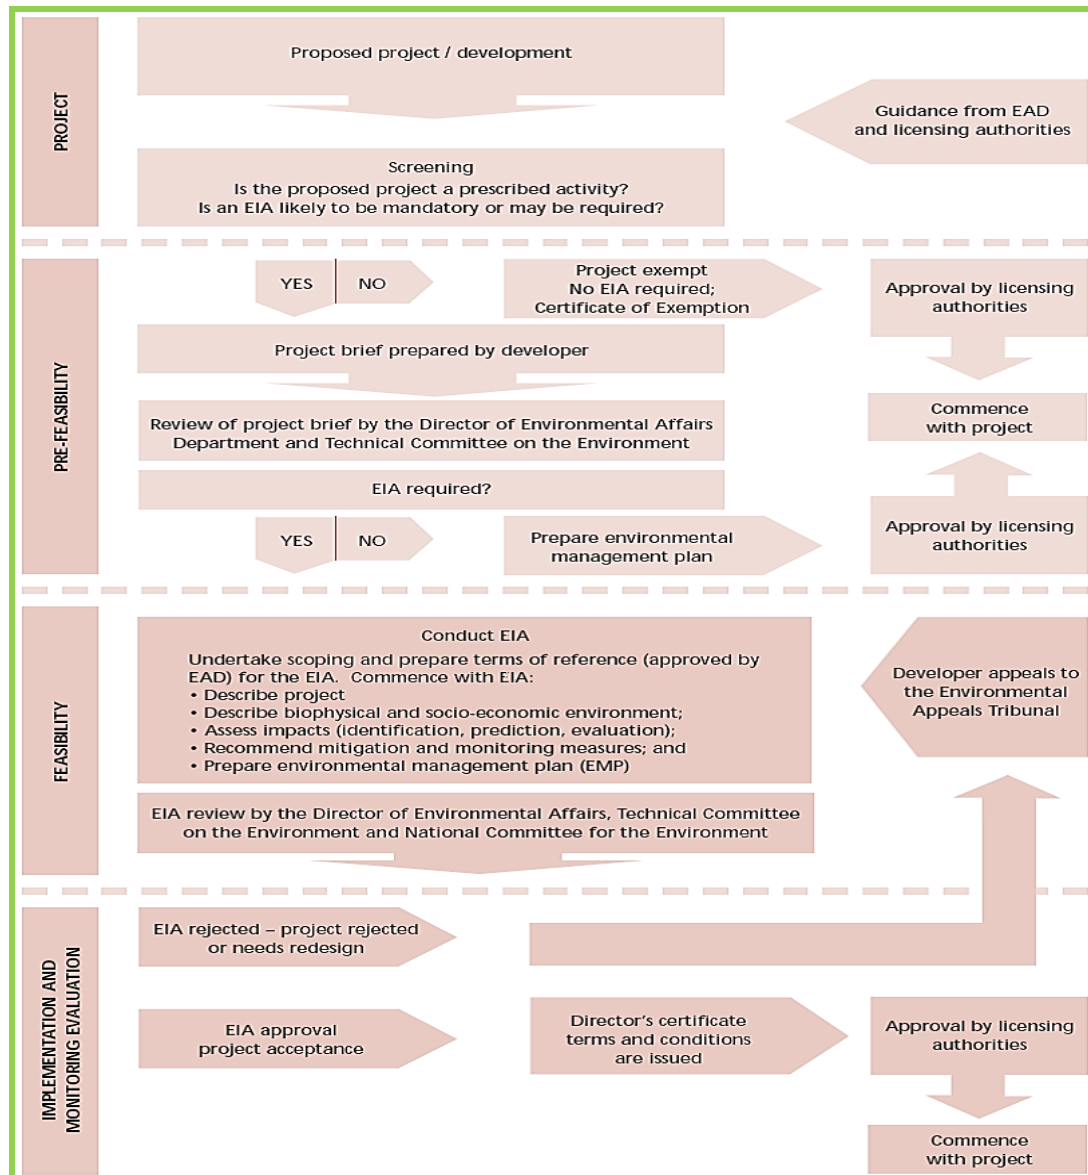 PROJECT
Proposed project / development
Guidance from EAD
and licensing authorities
Screening
Is the proposed project a prescribed activity?
Is an EIA likely to be mandatory or may be required?
PRE-FEASIBILITY
YES
NO
Project exempt
No EIA required;
Certificate of Exemption
Approval by licensing
authorities
Project brief prepared by developer
Review of project brief by the Director of Environmental Affairs
Department and Technical Committee on the Environment
Commence
with project
EIA required?
YES
NO
Prepare environmental
management plan
Approval by licensing
authorities
FEASIBILITY
Conduct EIA
Undertake scoping and prepare terms of reference (approved by
EAD) for the EIA. Commence with EIA:
• Describe project
• Describe biophysical and socio-economic environment;
• Assess impacts (identification, prediction, evaluation);
• Recommend mitigation and monitoring measures; and
• Prepare environmental management plan (EMP)
Developer appeals to
the Environmental
Appeals Tribunal
EIA review by the Director of Environmental Affairs, Technical Committee
on the Environment and National Committee for the Environment
IMPLEMENTATION AND
MONITORING EVALUATION
EIA rejected – project rejected
or needs redesign
EIA approval
project acceptance
Director's certificate
terms and conditions
are issued
Approval by licensing
authorities
Commence
with project